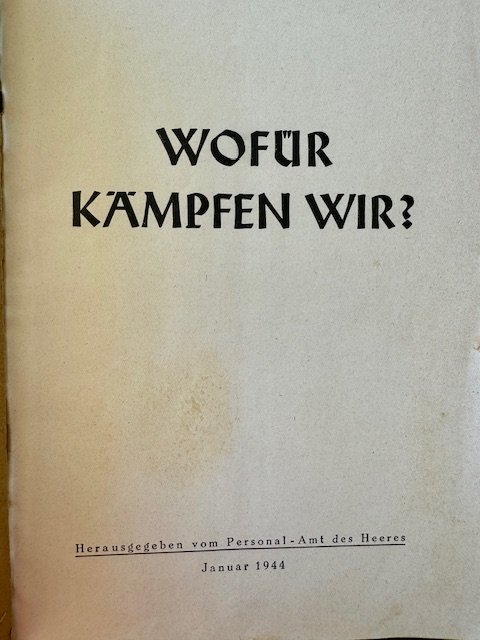 WOFÜR
KÄMPFEN WIR?
Herausgegeben vom Personal-Amt des Heeres
Januar 1944